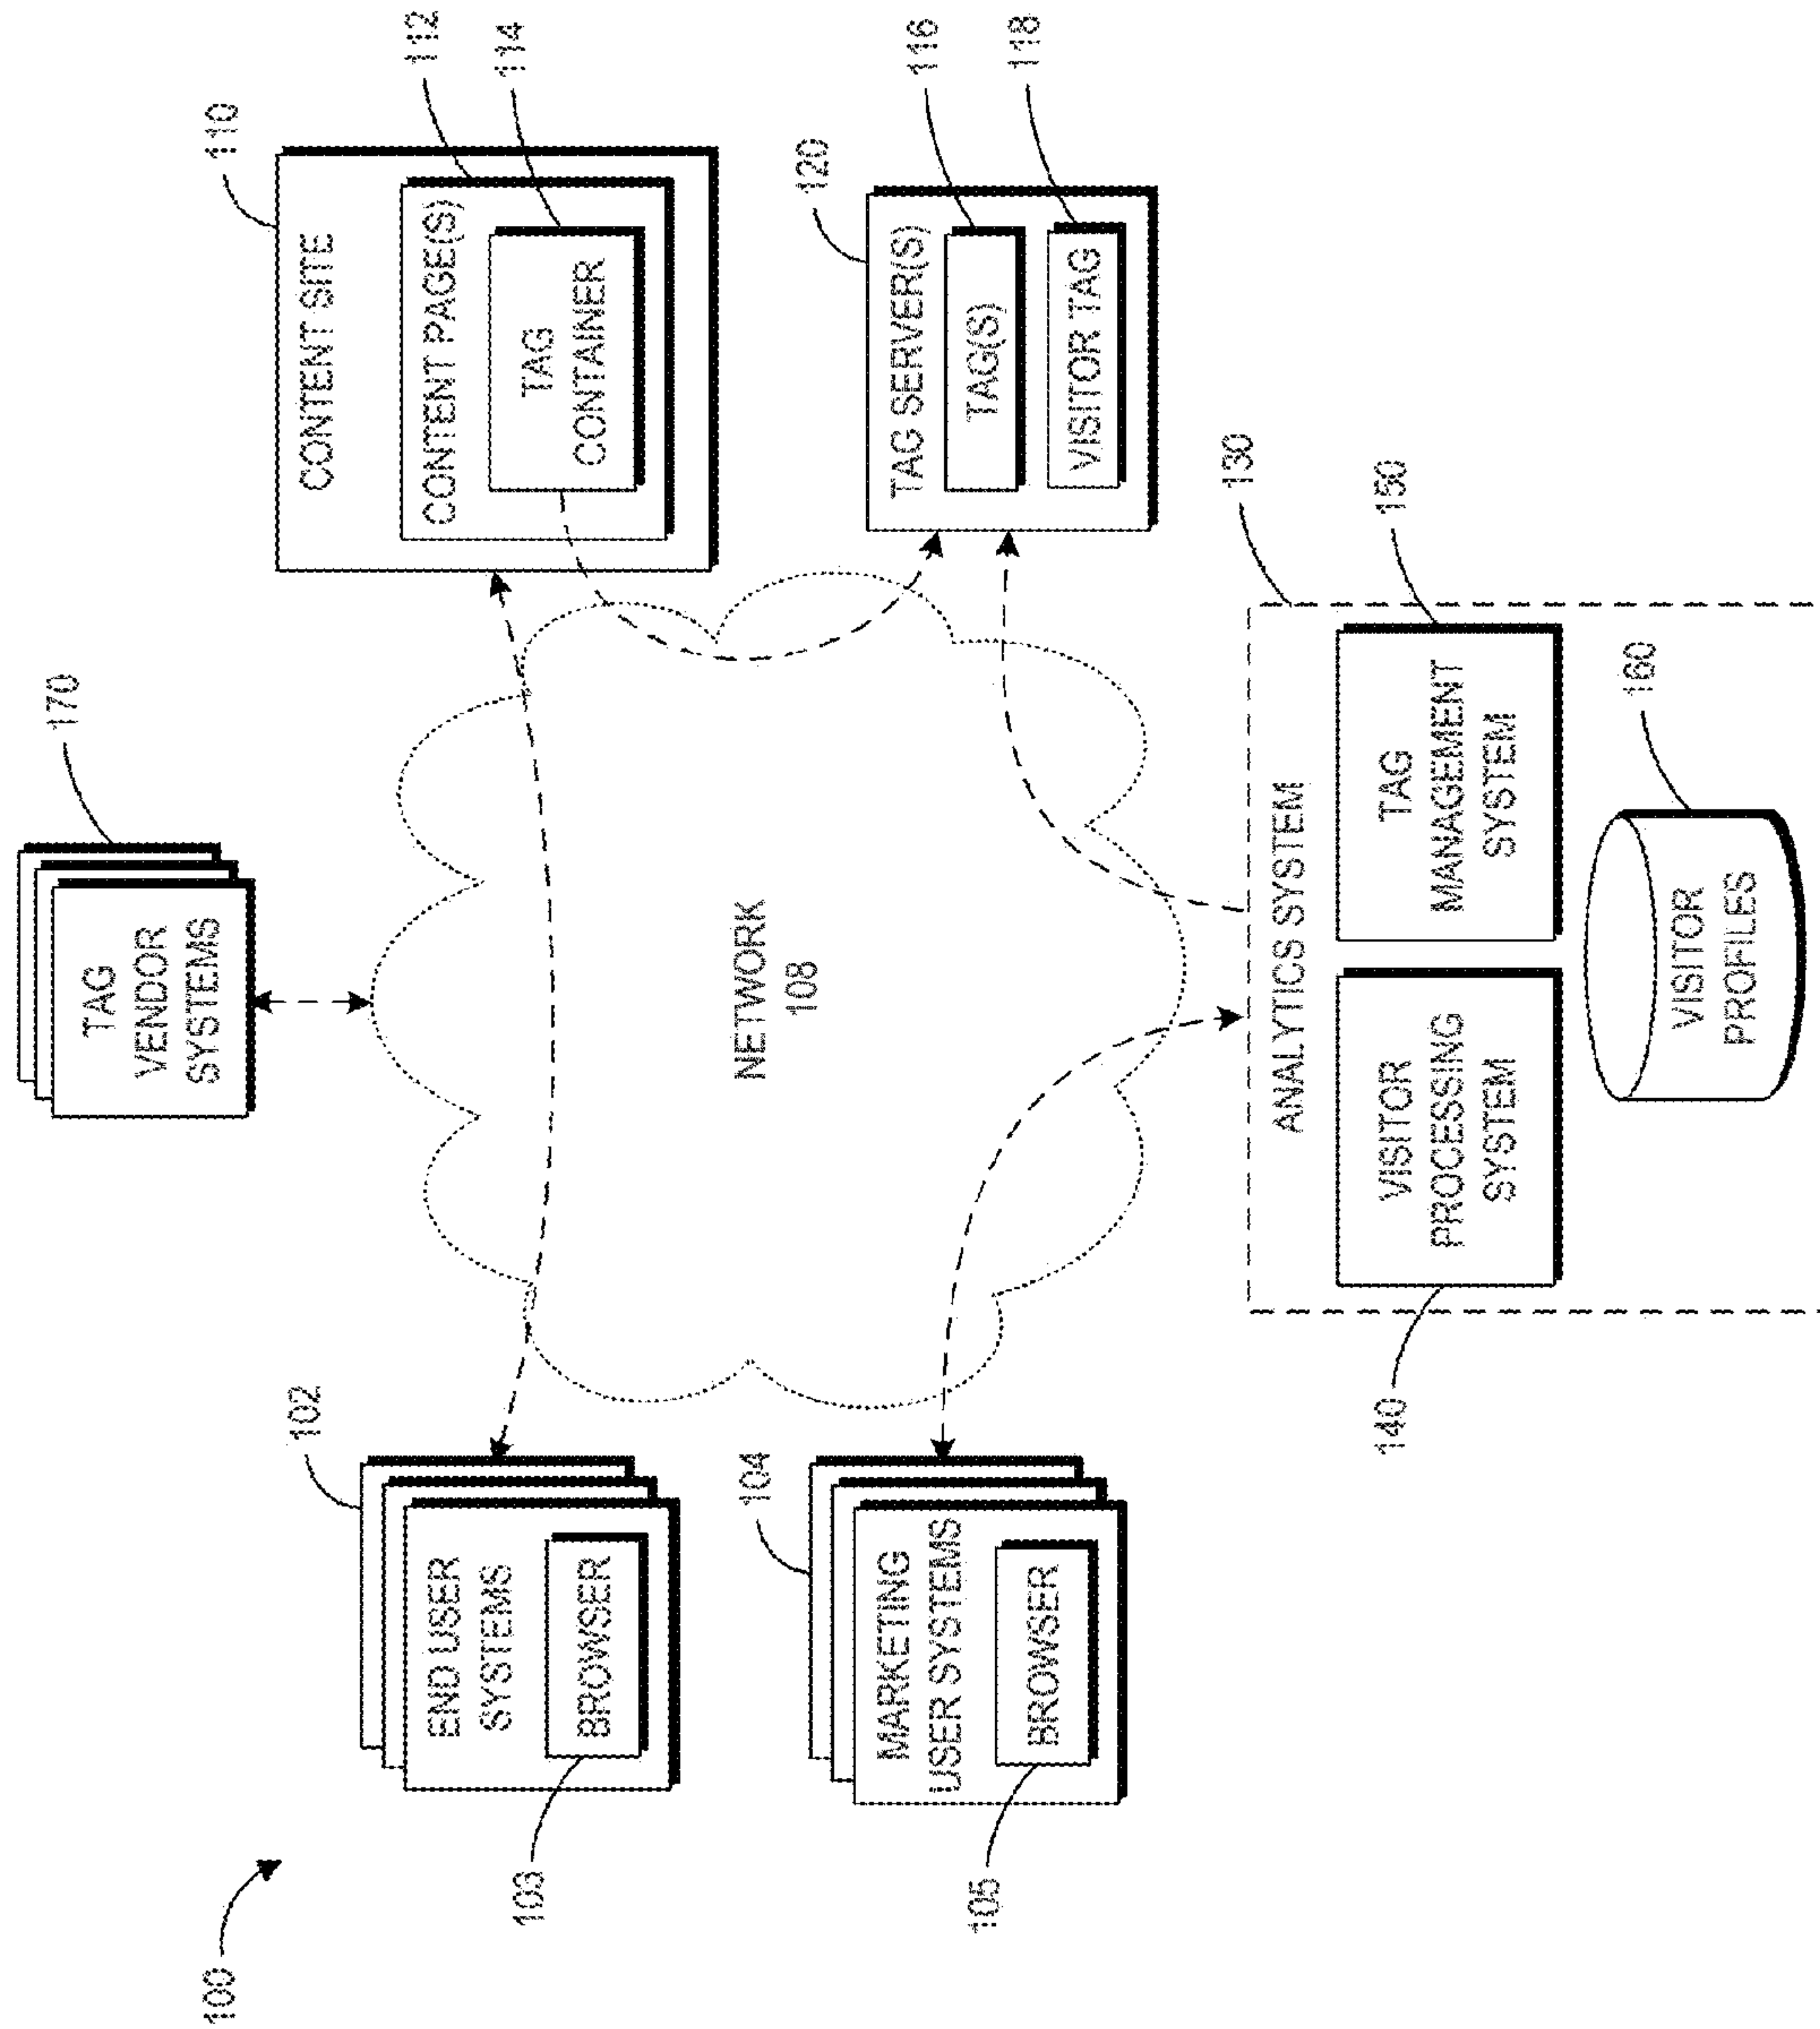 170
TAG
VENDOR
SYSTEMS
100
110
102
CONTENT SITE
112
END USER
SYSTEMS
CONTENT PAGE(S)
114
103
BROWSER
TAG
CONTAINER
NETWORK
108
104
120
MARKETING
USER SYSTEMS
TAG SERVER(S)
116
105
BROWSER
TAG(S)
118
VISITOR TAG
130
ANALYTICS SYSTEM
140
VISITOR
PROCESSING
SYSTEM
150
TAG
MANAGEMENT
SYSTEM
160
VISITOR
PROFILES